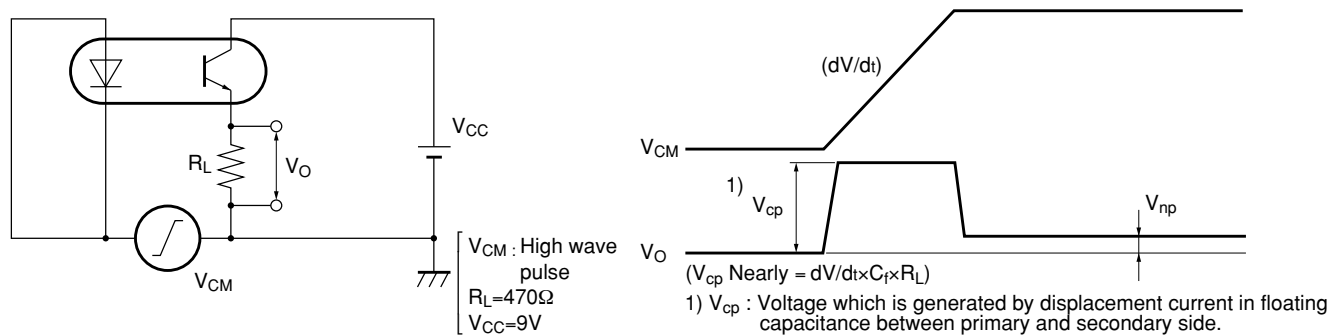 V_CC
R_L
V_O
V_CM
V_CM : High wave
pulse
R_L=470Ω
V_CC=9V
(dV/dt)
V_CM
1)
V_cp
V_np
V_O
(V_cp Nearly = dV/dt×C_f×R_L)
1) V_cp : Voltage which is generated by displacement current in floating
capacitance between primary and secondary side.